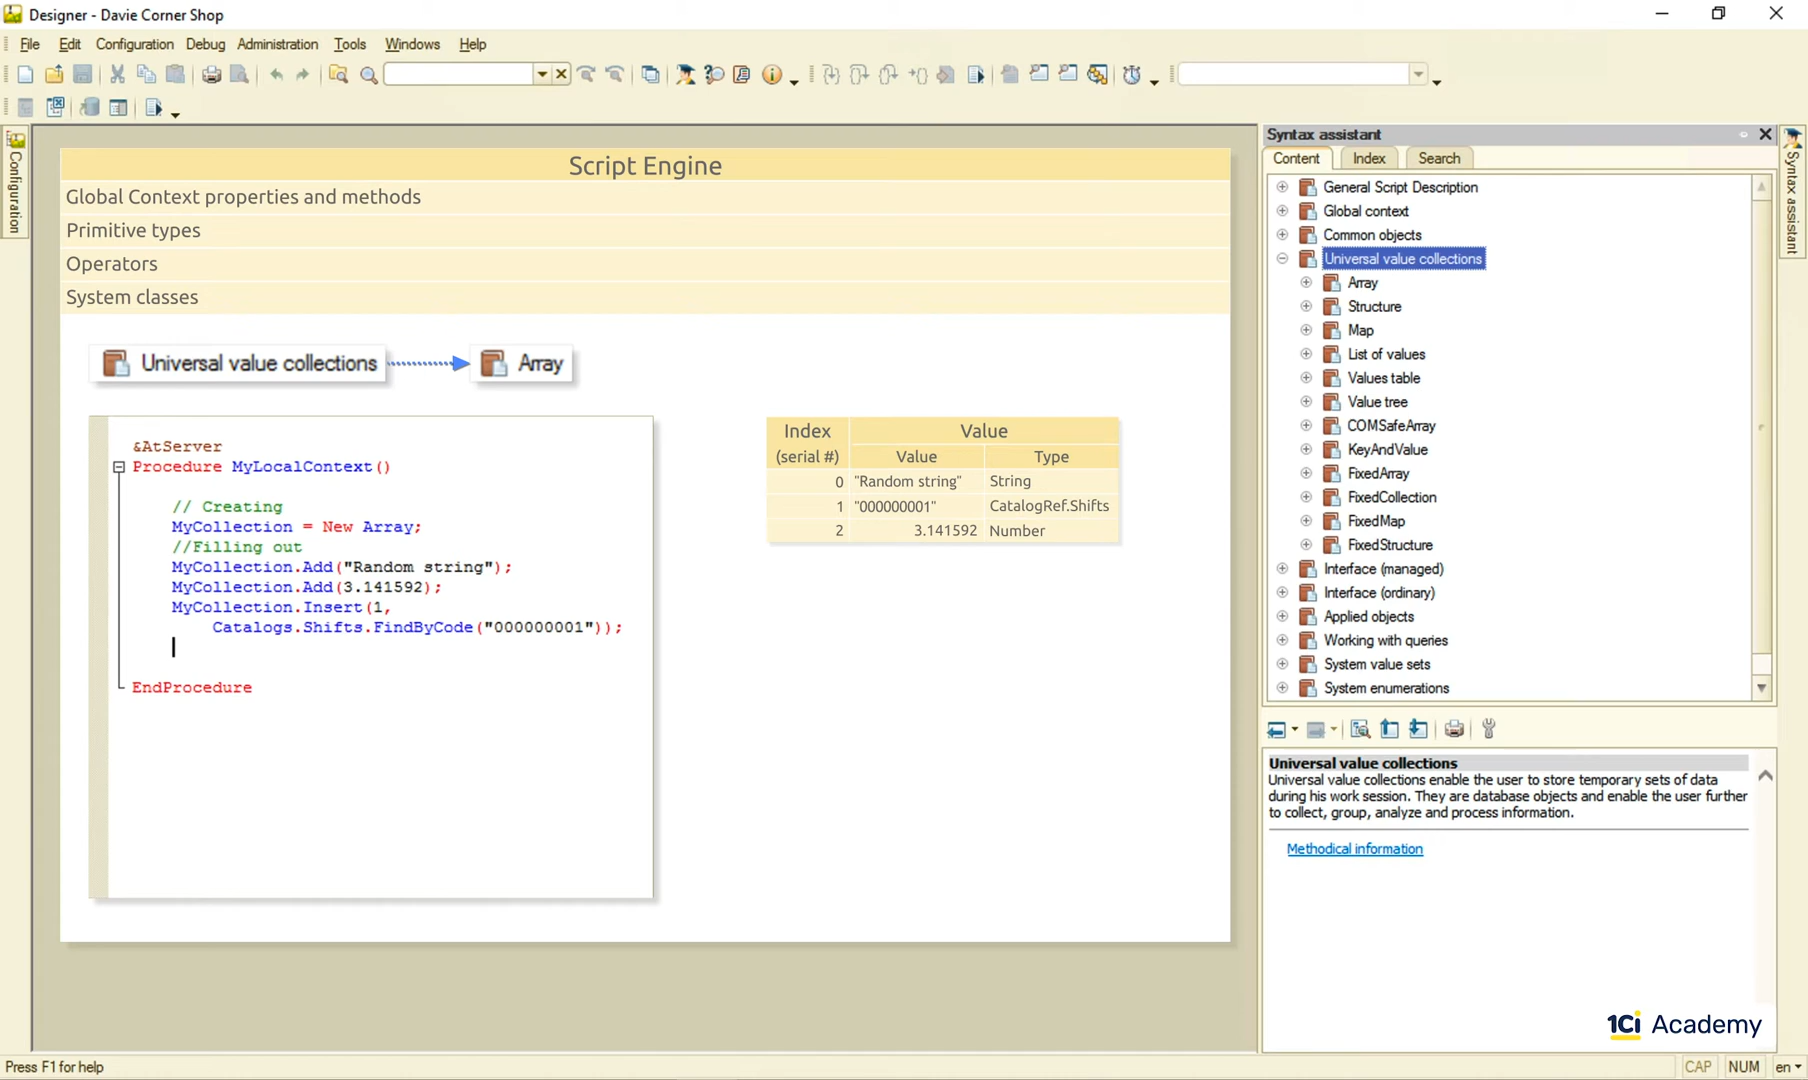 Designer - Davie Corner Shop
File Edit Configuration Debug Administration Tools Windows Help
Configuration
Script Engine
Global Context properties and methods
Primitive types
Operators
System classes
Universal value collections
Array
&AtServer
Procedure MyLocalContext()
// Creating
MyCollection = New Array;
//Filling out
MyCollection.Add("Random string");
MyCollection.Add(3.141592);
MyCollection.Insert(1,
Catalogs.Shifts.FindByCode("000000001"));
EndProcedure
Index Value
(serial #) Value Type
0 "Random string" String
1 "000000001" CatalogRef.Shifts
2 3.141592 Number
Syntax assistant
Content Index Search
General Script Description
Global context
Common objects
Universal value collections
Array
Structure
Map
List of values
Values table
Value tree
COMSafeArray
KeyAndValue
FixedArray
FixedCollection
FixedMap
FixedStructure
Interface (managed)
Interface (ordinary)
Applied objects
Working with queries
System value sets
System enumerations
Syntax assistant
Universal value collections
Universal value collections enable the user to store temporary sets of data
during his work session. They are database objects and enable the user further
to collect, group, analyze and process information.
Methodical information
1Ci Academy
Press F1 for help
CAP NUM en